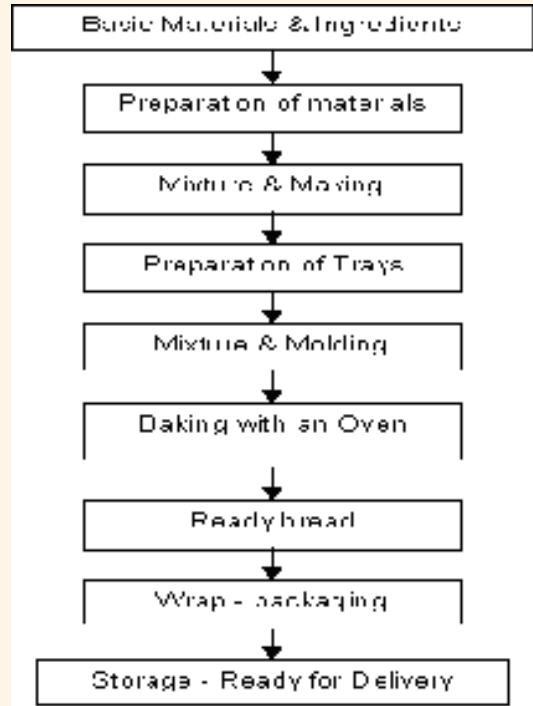 Basic Materials & Ingredients
Preparation of materials
Mixture & Making
Preparation of Trays
Mixture & Molding
Baking with an Oven
Ready bread
Wrap - packaging
Storage - Ready for Delivery